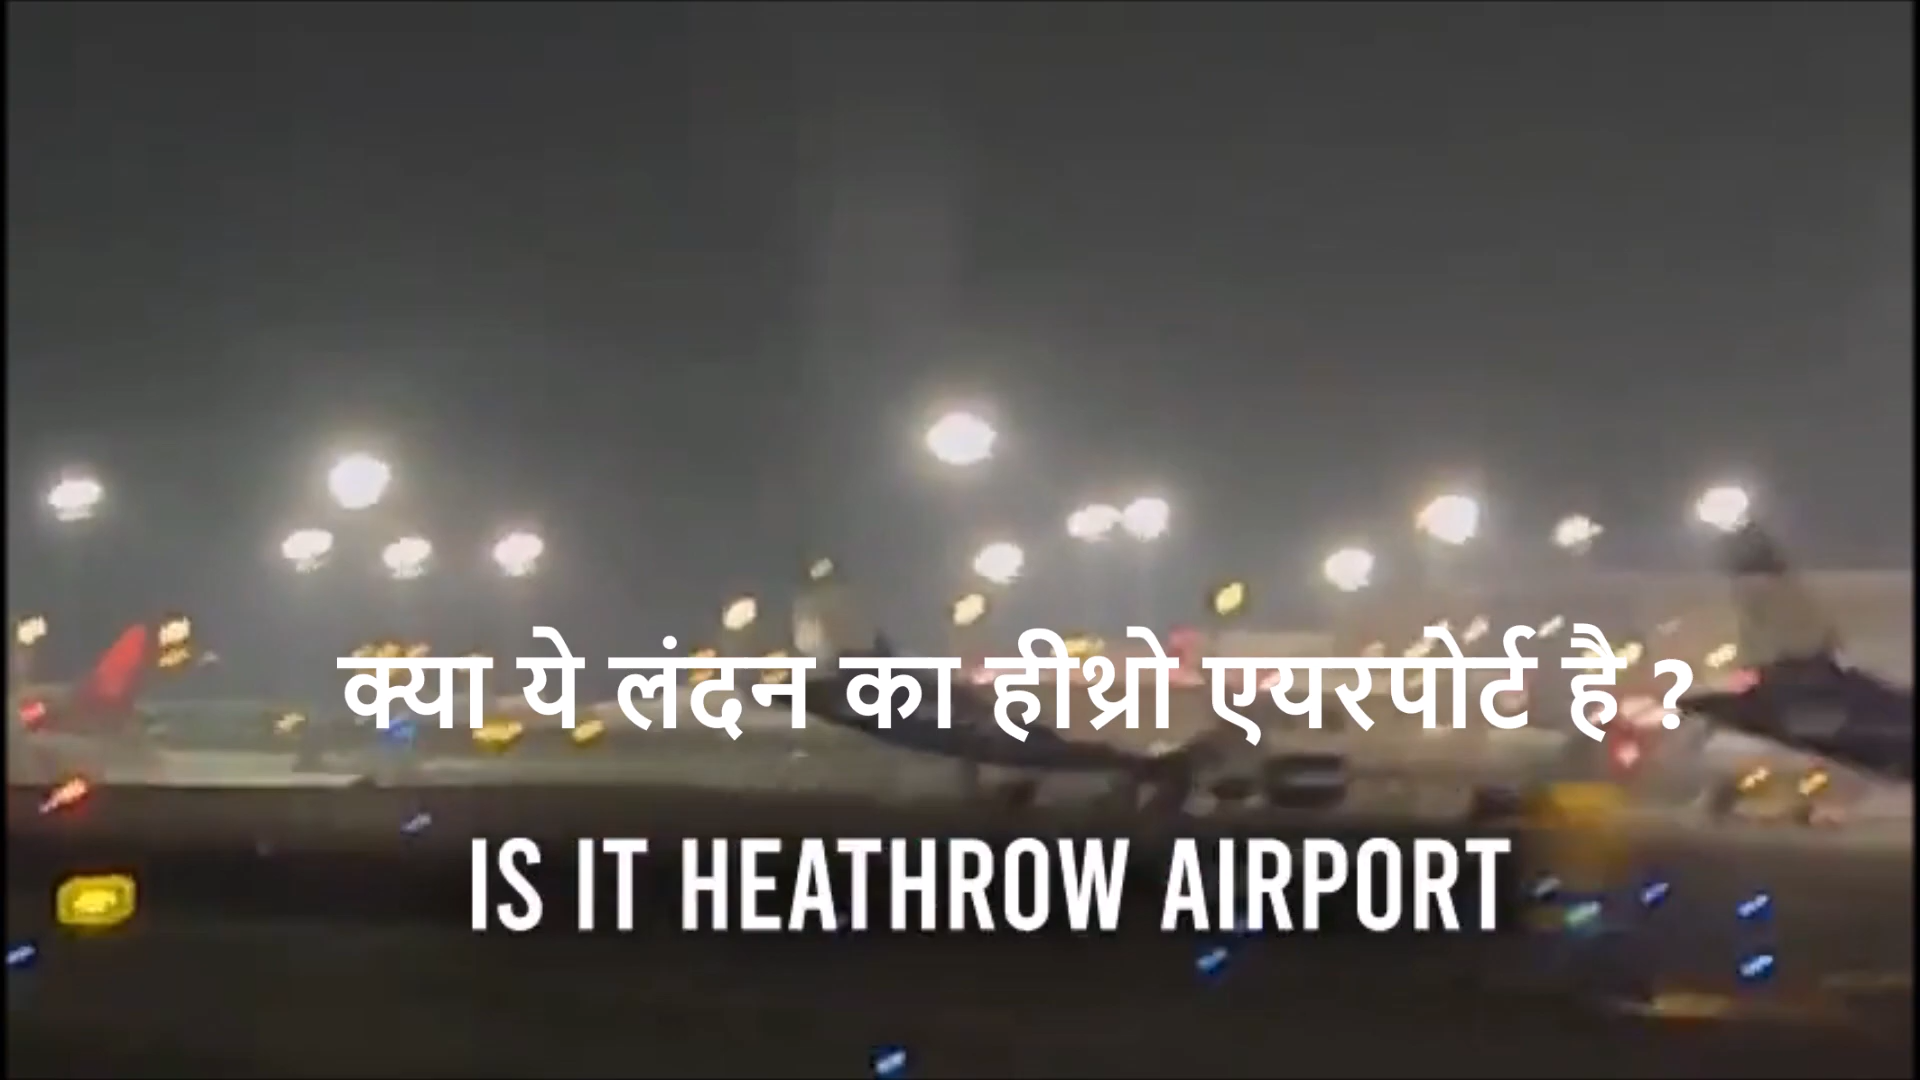 क्या ये लंदन का हीथ्रो एयरपोर्ट है ?
IS IT HEATHROW AIRPORT